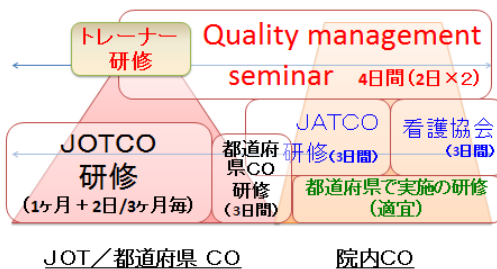 トレーナー
研修
Quality management
seminar 4日間(2日×2)
JOTCO
研修
(1ヶ月+2日/3ヶ月毎)
都道府
県CO
研修
(3日間)
JATCO
研修(3日間)
看護協会
(3日間)
都道府県で実施の研修
(適宜)
JOT/都道府県 CO
院内CO